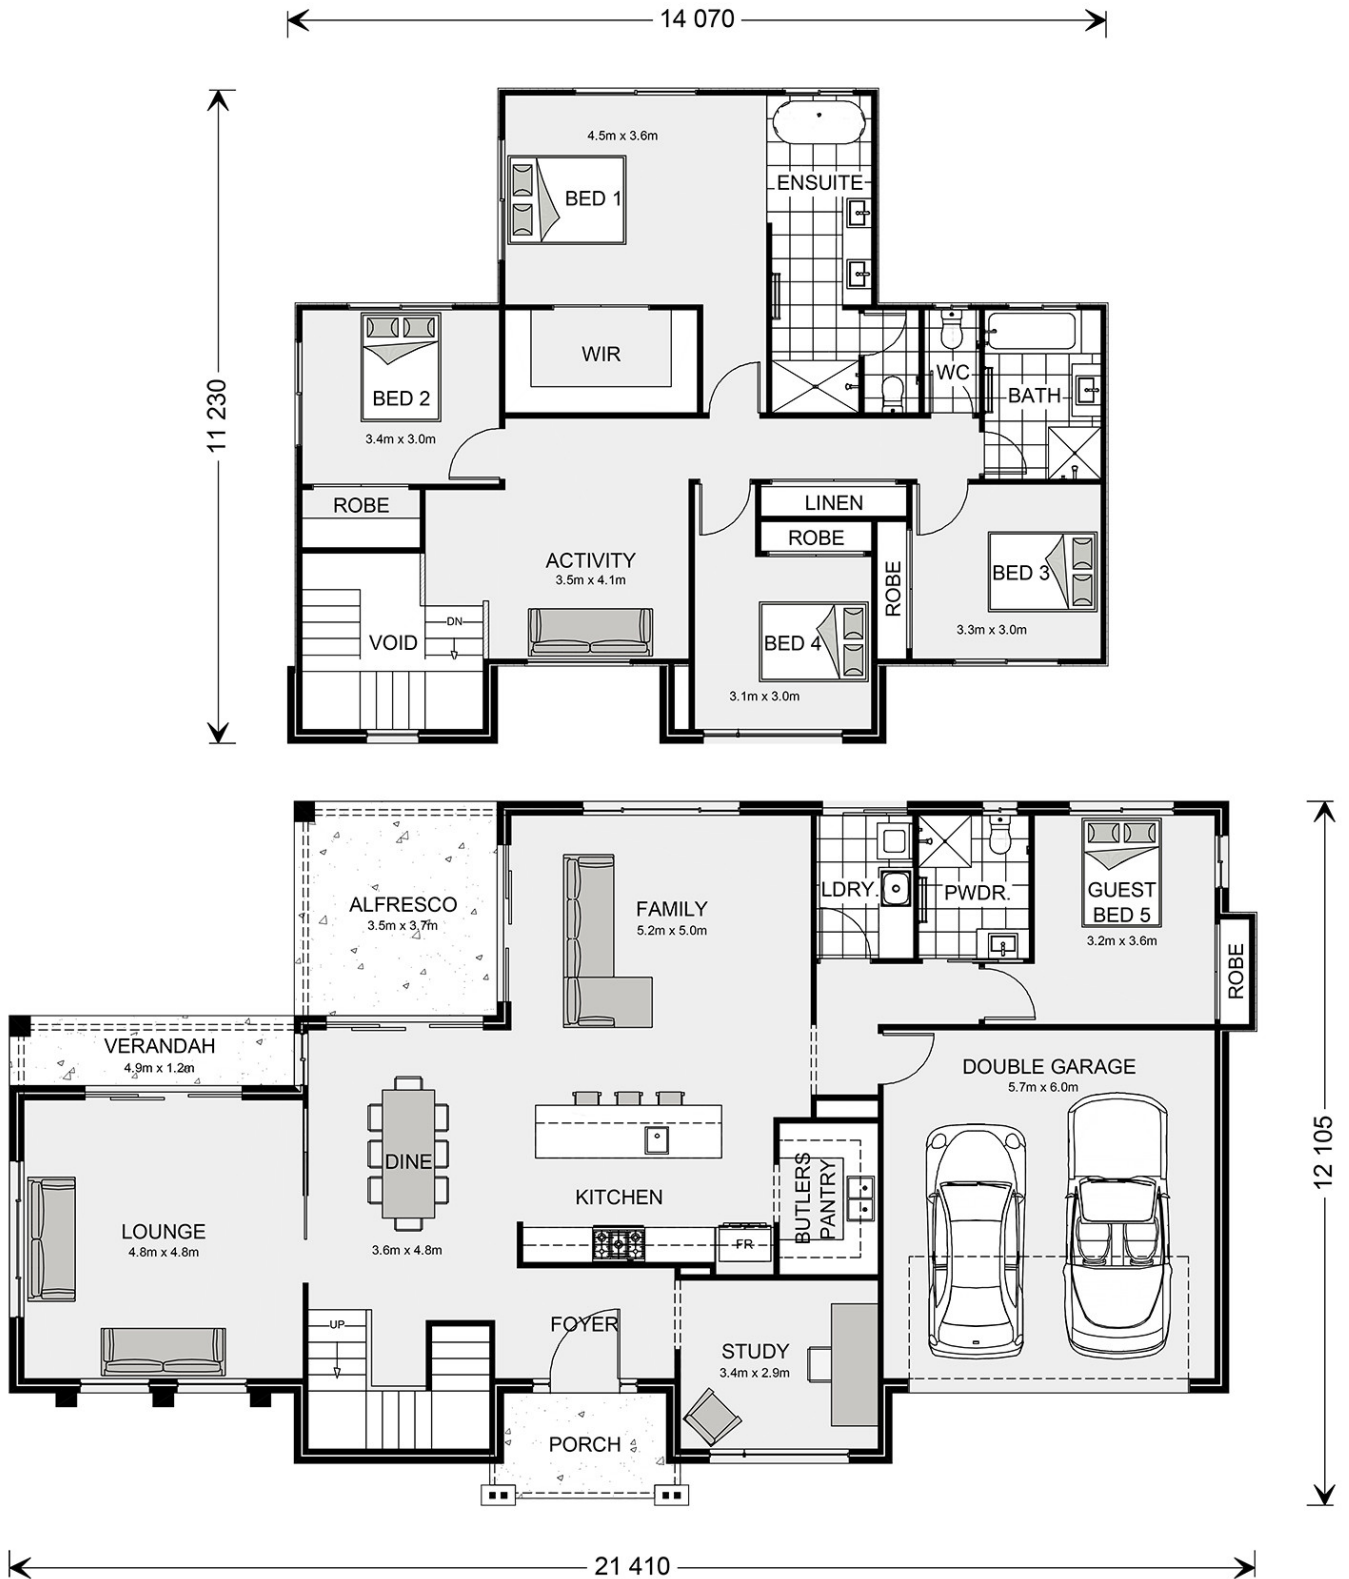 14 070
4.5m x 3.6m
ENSUITE
BED 1
11 230
WIR
WC
BED 2
BATH
3.4m x 3.0m
ROBE
LINEN
ROBE
ACTIVITY
3.5m x 4.1m
ROBE
BED 3
DN
VOID
BED 4
3.3m x 3.0m
3.1m x 3.0m
ALFRESCO
3.5m x 3.7m
FAMILY
5.2m x 5.0m
LDRY.
PWDR.
GUEST
BED 5
3.2m x 3.6m
ROBE
VERANDAH
4.9m x 1.2m
DOUBLE GARAGE
5.7m x 6.0m
12 105
DINE
BUTLERS
PANTRY
KITCHEN
LOUNGE
4.8m x 4.8m
3.6m x 4.8m
FR
UP
FOYER
STUDY
3.4m x 2.9m
PORCH
21 410